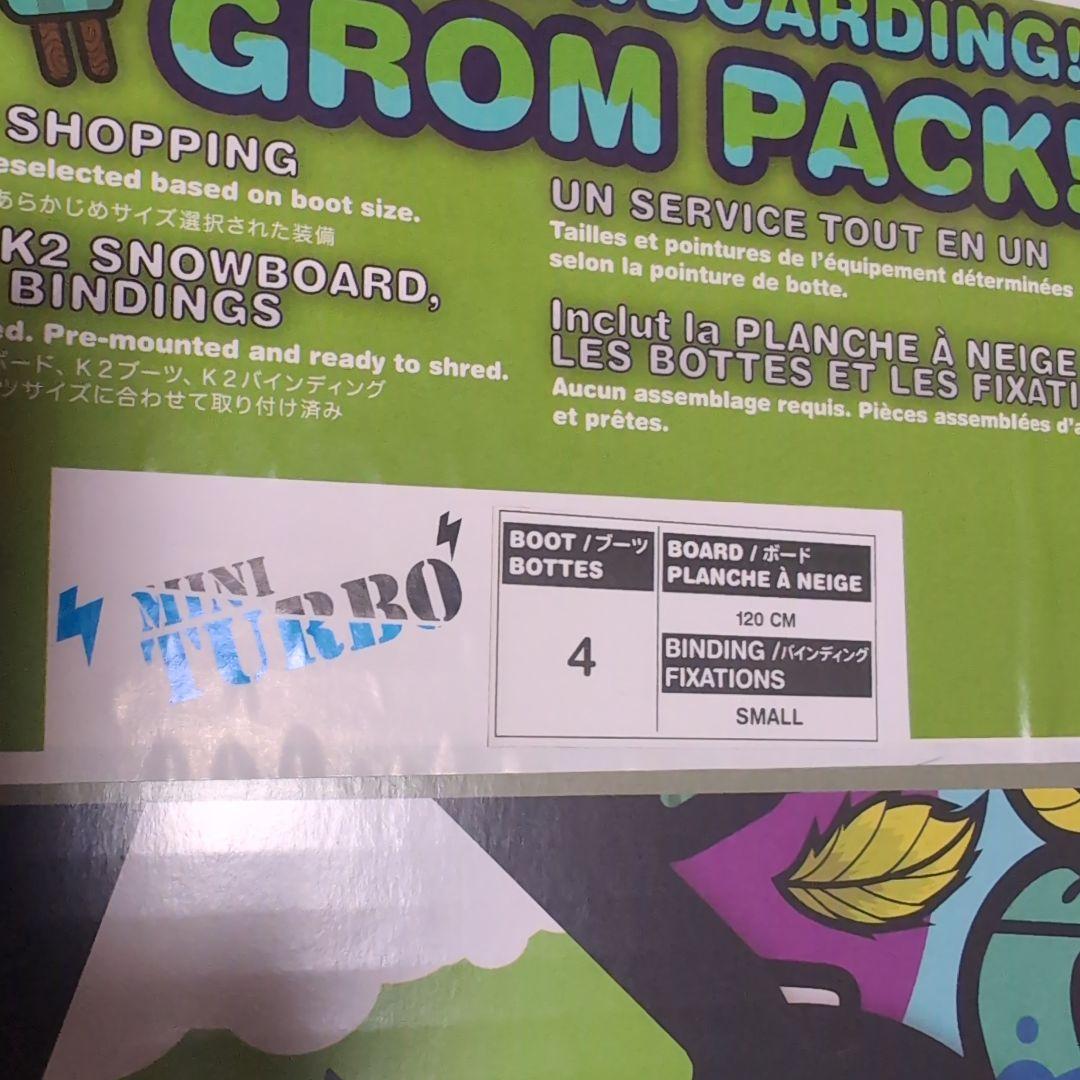 BOARDING!
GROM PACK!
SHOPPING
eselected based on boot size.
あらかじめサイズ選択された装備
K2 SNOWBOARD,
BINDINGS
ed. Pre-mounted and ready to shred.
ボード、K2ブーツ、K2バインディング
ツサイズに合わせて取り付け済み
UN SERVICE TOUT EN UN
Tailles et pointures de l'équipement déterminées
selon la pointure de botte.
Inclut la PLANCHE À NEIGE
LES BOTTES ET LES FIXATI
Aucun assemblage requis. Pièces assemblées d'a
et prêtes.
MINI
TURBO
BOOT / ブーツ
BOTTES
4
BOARD / ボード
PLANCHE À NEIGE
120 CM
BINDING / バインディング
FIXATIONS
SMALL